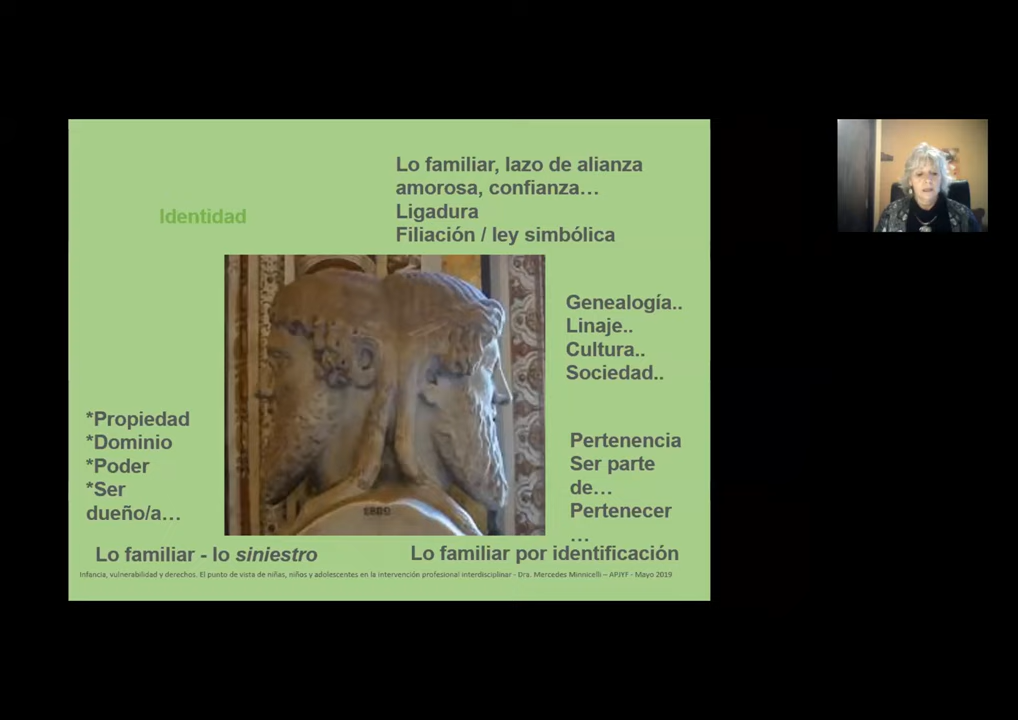 Lo familiar, lazo de alianza
amorosa, confianza…
Ligadura
Filiación / ley simbólica
Identidad
Genealogía..
Linaje..
Cultura..
Sociedad..
*Propiedad
*Dominio
*Poder
*Ser
dueño/a…
Pertenencia
Ser parte
de…
Pertenecer
…
Lo familiar - lo siniestro
Lo familiar por identificación
Infancia, vulnerabilidad y derechos. El punto de vista de niñas, niños y adolescentes en la intervención profesional interdisciplinar - Dra. Mercedes Minnicelli – APJYF - Mayo 2019